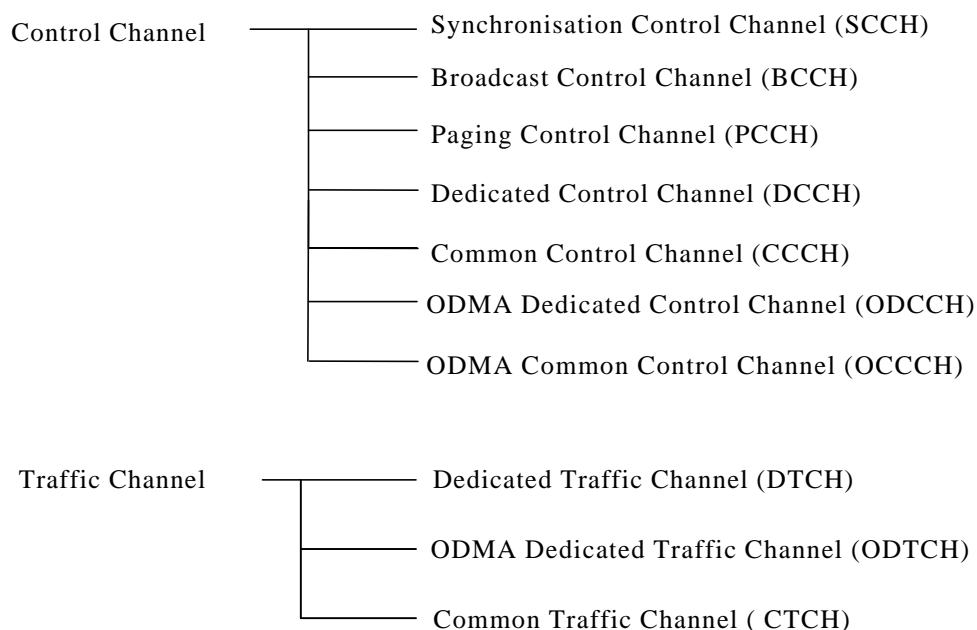 Control Channel
Synchronisation Control Channel (SCCH)
Broadcast Control Channel (BCCH)
Paging Control Channel (PCCH)
Dedicated Control Channel (DCCH)
Common Control Channel (CCCH)
ODMA Dedicated Control Channel (ODCCH)
ODMA Common Control Channel (OCCCH)
Traffic Channel
Dedicated Traffic Channel (DTCH)
ODMA Dedicated Traffic Channel (ODTCH)
Common Traffic Channel ( CTCH)